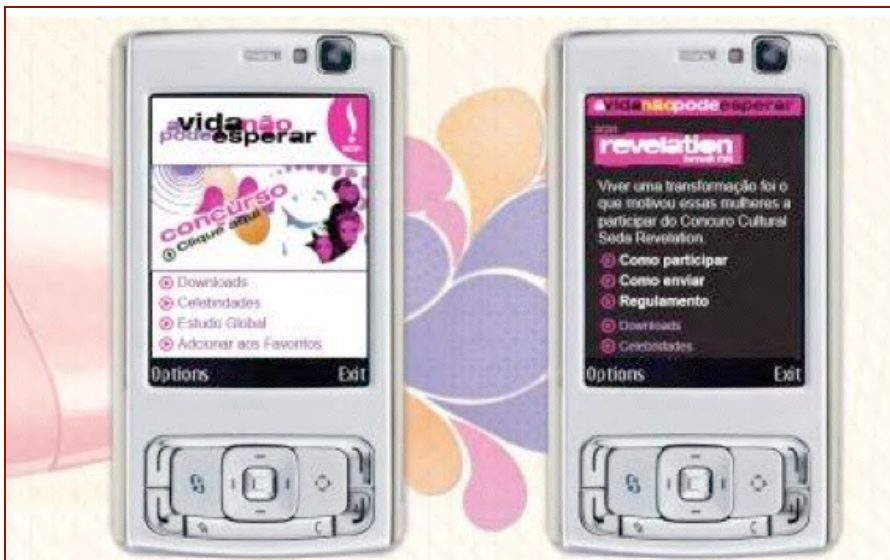 a vida não
pode esperar
concurso
Clique aqui
Downloads
Celebridades
Estudo Global
Adicionar aos Favoritos
Options Exit
a vida não pode esperar
revelation
Viver uma transformação foi o
que motivou essas mulheres a
participar do Concuro Cultural
Seda Revelation.
Como participar
Como enviar
Regulamento
Downloads
Celebridades
Options Exit